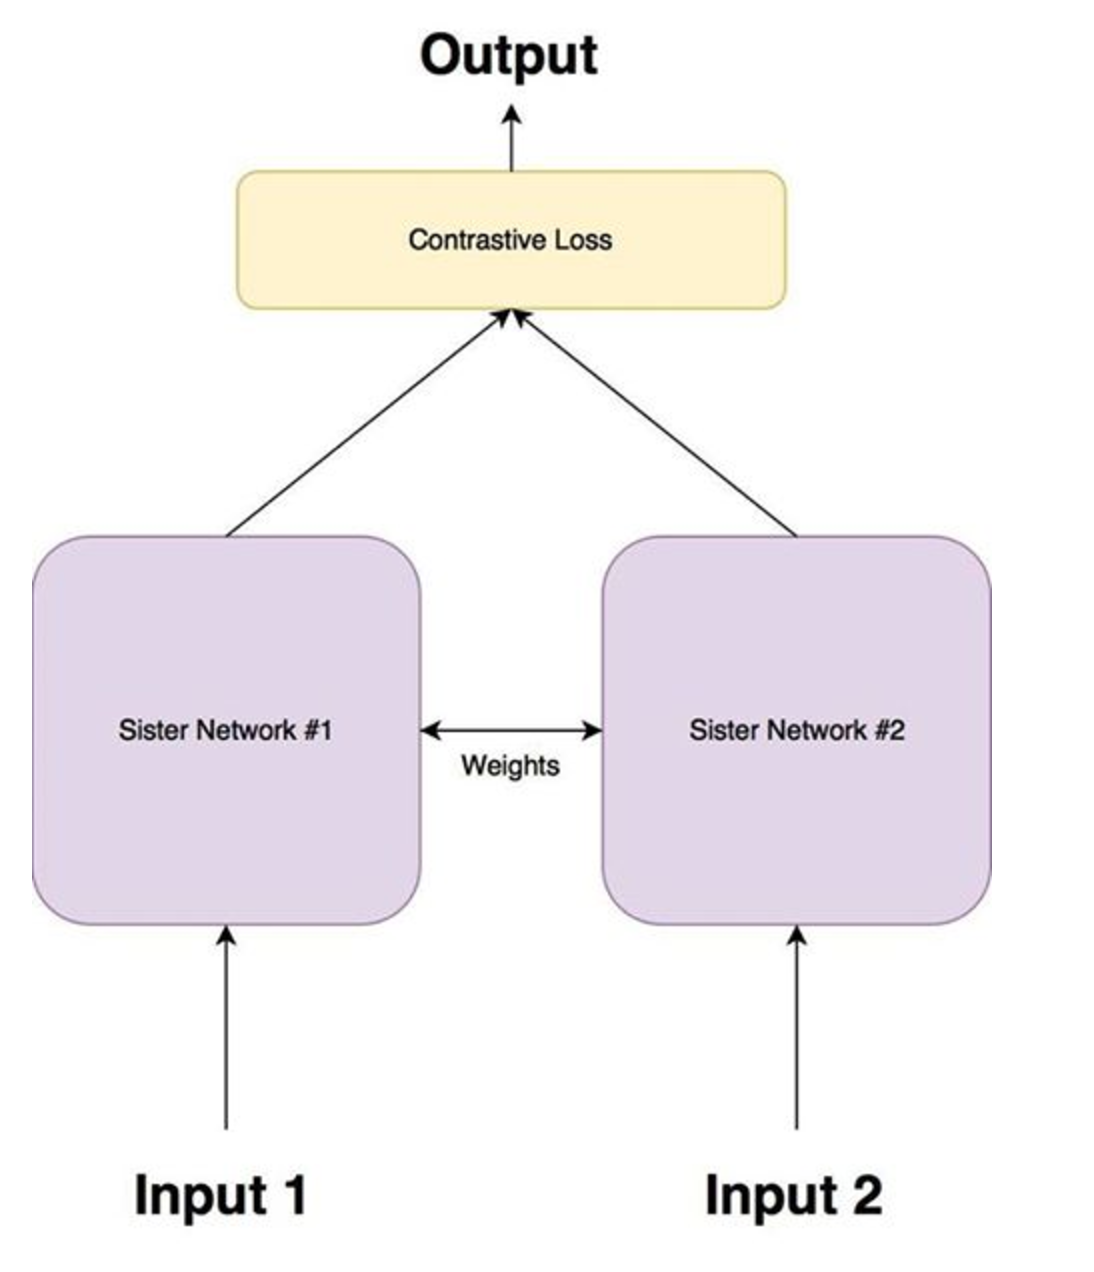 Output
Contrastive Loss
Sister Network #1
Weights
Sister Network #2
Input 1
Input 2